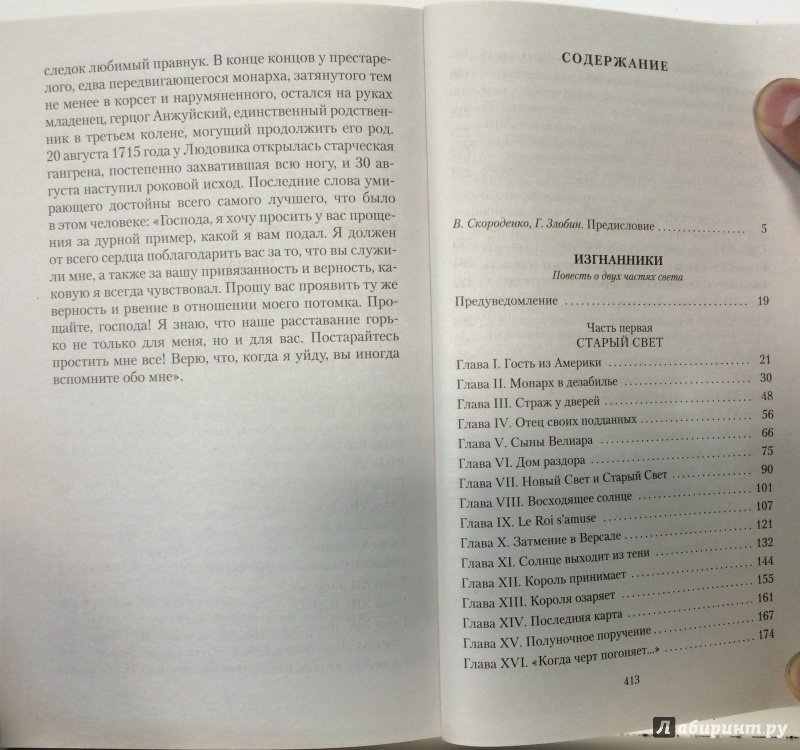 следок любимый правнук. В конце концов у престаре-
лого, едва передвигающегося монарха, затянутого тем
не менее в корсет и нарумяненного, остался на руках
младенец, герцог Анжуйский, единственный родствен-
ник в третьем колене, могущий продолжить его род.
20 августа 1715 года у Людовика открылась старческая
гангрена, постепенно захватившая всю ногу, и 30 ав-
густа наступил роковой исход. Последние слова уми-
рающего достойны всего самого лучшего, что было
в этом человеке: «Господа, я хочу просить у вас проще-
ния за дурной пример, какой я вам подал. Я должен
от всего сердца поблагодарить вас за то, что вы служи-
ли мне, а также за вашу привязанность и верность, ка-
ковую я всегда чувствовал. Прошу вас проявить ту же
верность и рвение в отношении моего потомка. Про-
щайте, господа! Я знаю, что наше расставание горь-
ко не только для меня, но и для вас. Постарайтесь
простить мне все! Верю, что, когда я уйду, вы иногда
вспомните обо мне».
СОДЕРЖАНИЕ
В. Скороденко, Г. Злобин. Предисловие .................. 5
ИЗГНАННИКИ
Повесть о двух частях света
Предуведомление .................. 19
Часть первая
СТАРЫЙ СВЕТ
Глава I. Гость из Америки .................. 21
Глава II. Монарх в дезабилье .................. 30
Глава III. Страж у дверей .................. 48
Глава IV. Отец своих подданных .................. 56
Глава V. Сыны Велиара .................. 66
Глава VI. Дом раздора .................. 75
Глава VII. Новый Свет и Старый Свет .................. 90
Глава VIII. Восходящее солнце .................. 101
Глава IX. Le Roi s'amuse .................. 107
Глава X. Затмение в Версале .................. 121
Глава XI. Солнце выходит из тени .................. 132
Глава XII. Король принимает .................. 144
Глава XIII. Короля озаряет .................. 155
Глава XIV. Последняя карта .................. 161
Глава XV. Полуночное поручение .................. 167
Глава XVI. «Когда черт погоняет...» .................. 174
413
Лабиринт.ру